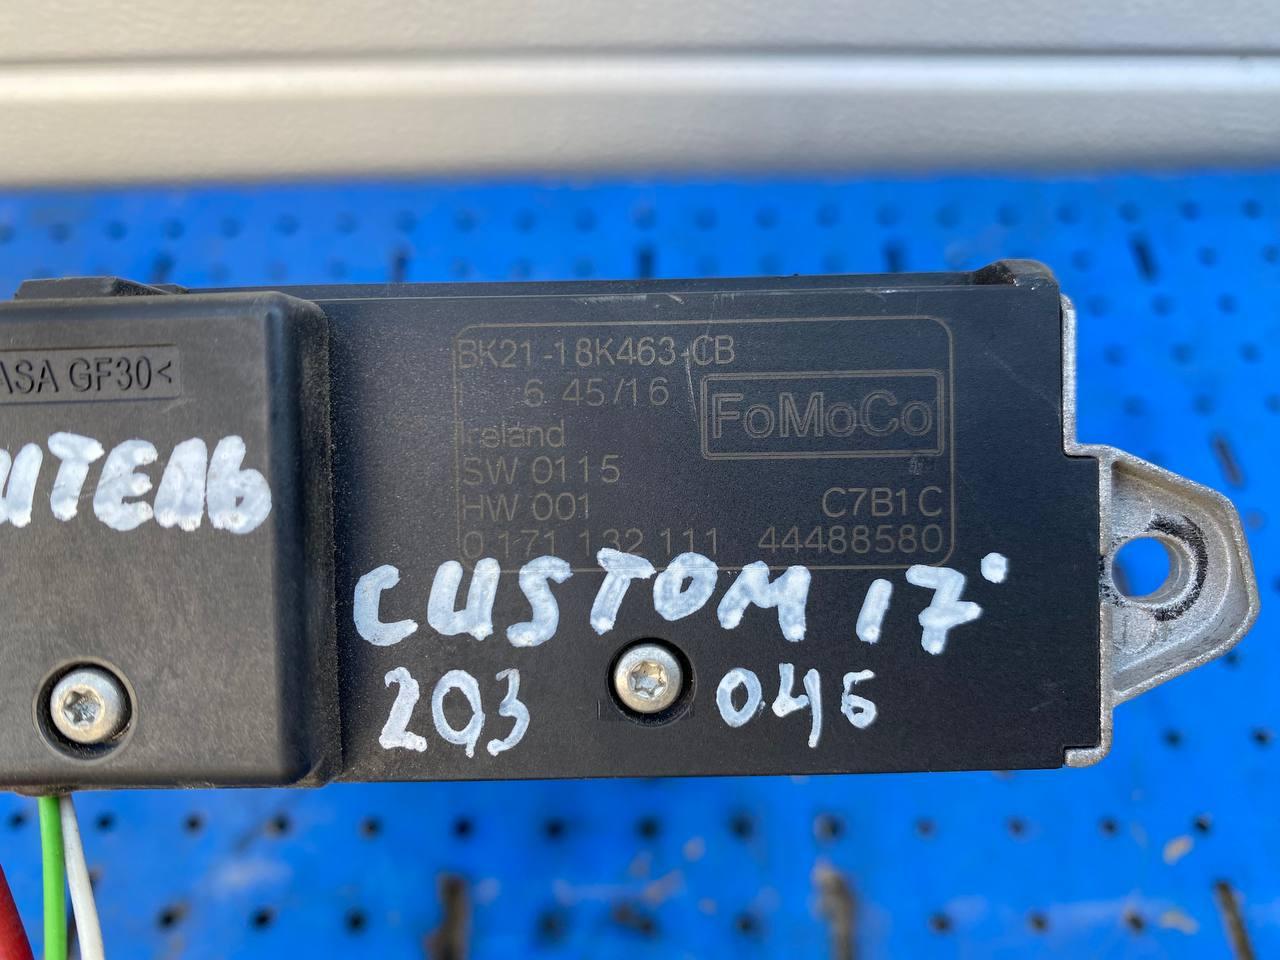 ASA GF30<
ИТЕЛЬ
BK21-18K463-CB
6 45/16
FoMoCo
Ireland
SW 0115
HW 001 C7B1C
0 171 132 111 44488580
CUSTOM 17'
203 046